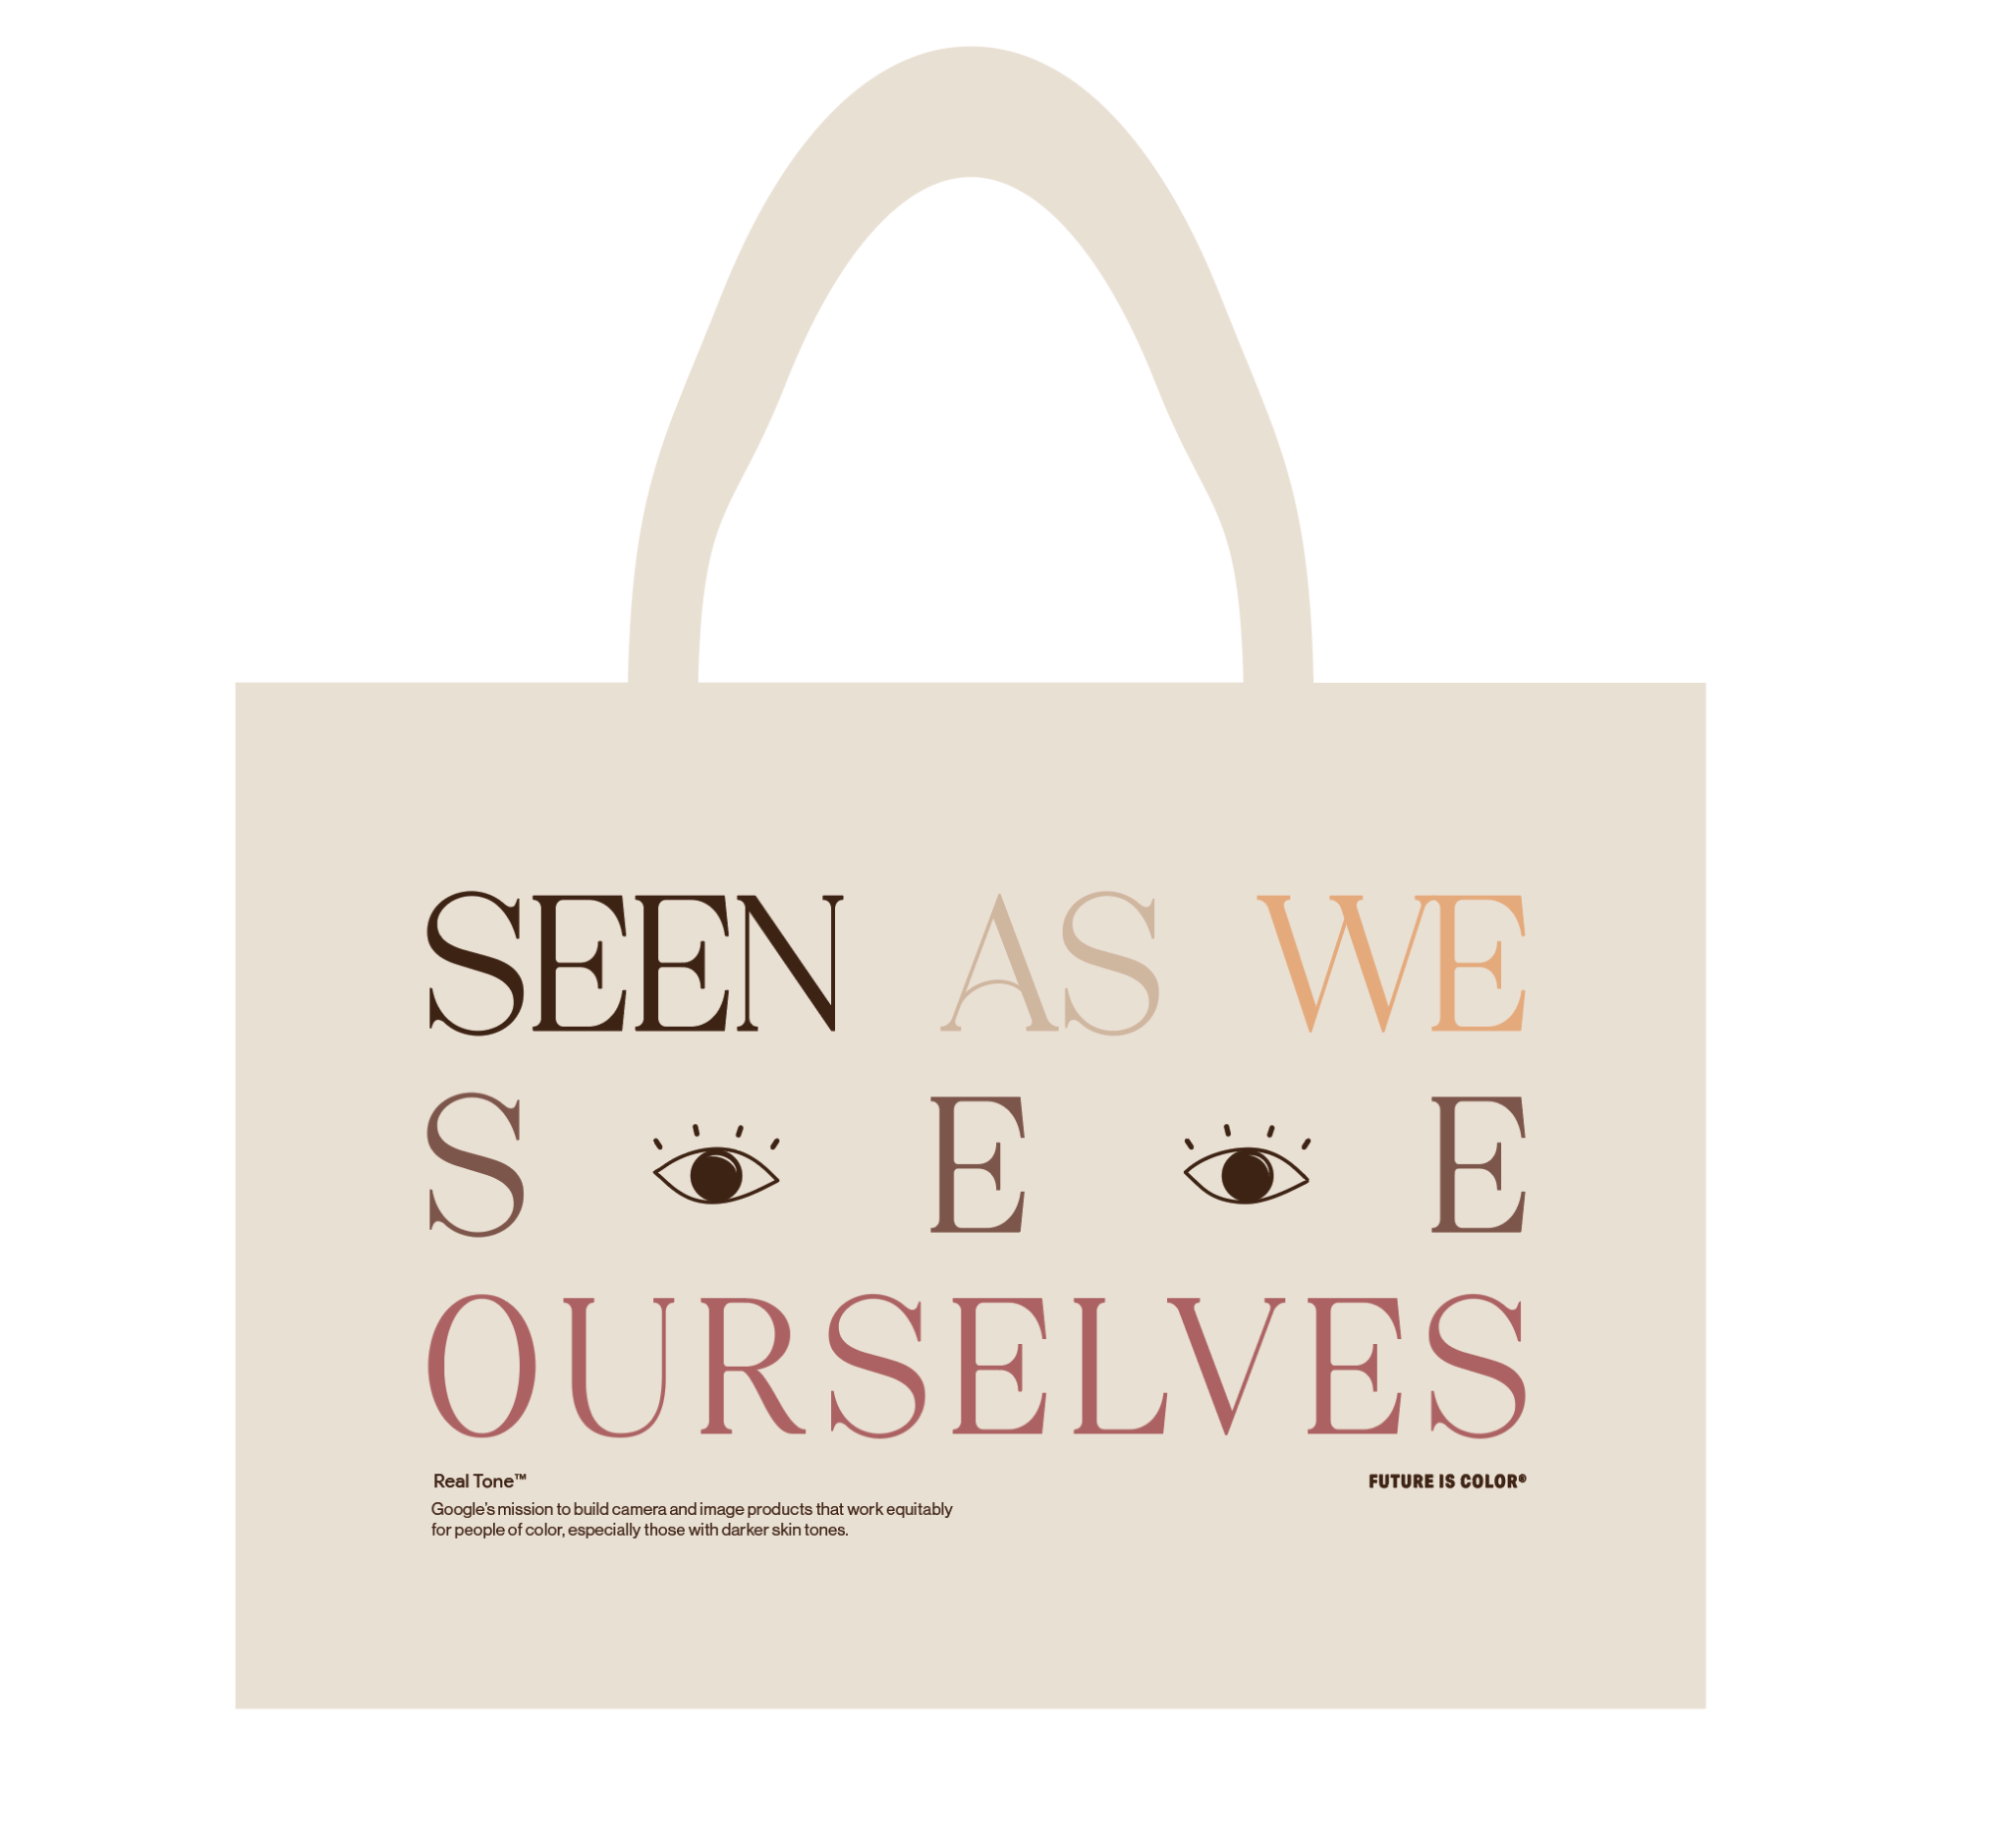 SEEN AS WE
S E E
OURSELVES
Real Tone™
FUTURE IS COLOR®
Google's mission to build camera and image products that work equitably
for people of color, especially those with darker skin tones.